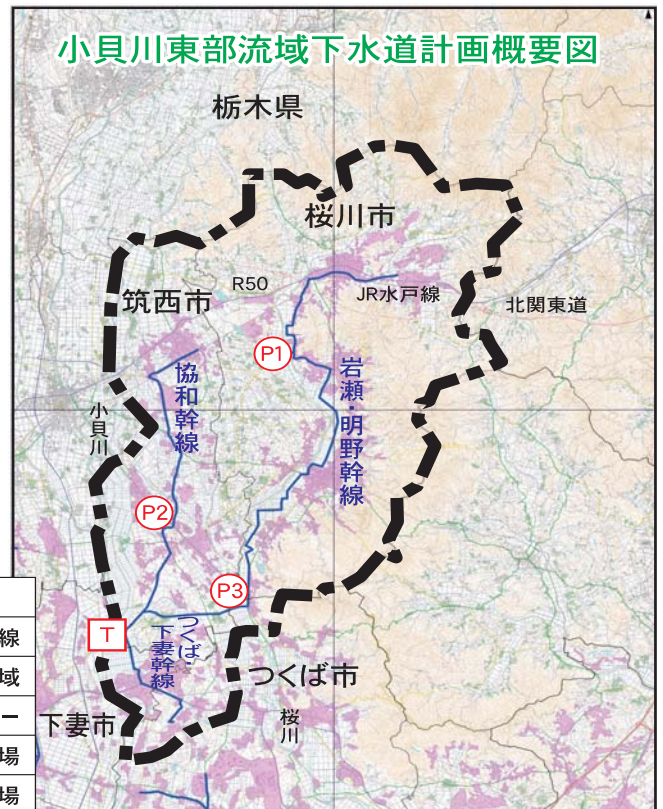 小貝川東部流域下水道計画概要図
栃木県
桜川市
R50
JR水戸線
北関東道
筑西市
P1
協和幹線
岩瀬・明野幹線
小貝川
P2
P3
T
つくば・
下妻幹線
つくば市
下妻市
桜川
線
域
ー
場
場